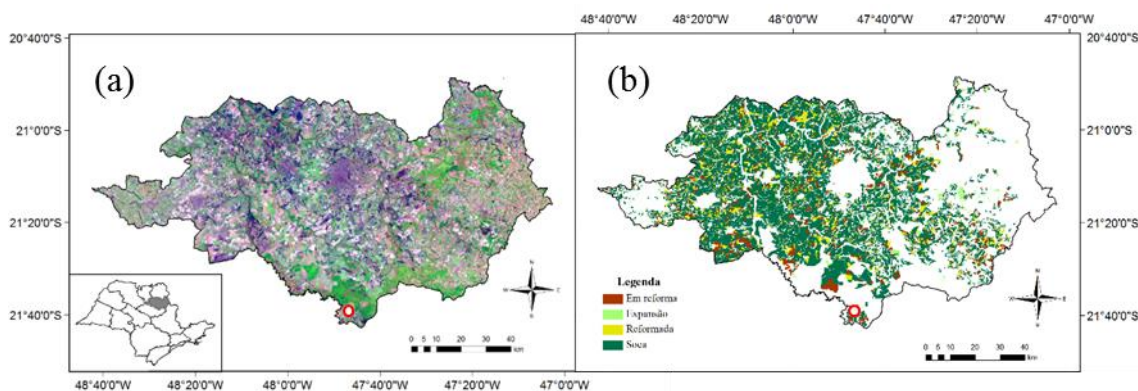 48°40'0"W 48°20'0"W 48°0'0"W 47°40'0"W 47°20'0"W 47°0'0"W
20°40'0"S
20°40'0"S
(a)
(b)
21°0'0"S
21°0'0"S
21°20'0"S
21°20'0"S
21°40'0"S
21°40'0"S
Legenda
Em reforma
Expansão
Reformada
Soca
N
W E
S
N
W E
S
0 5 10 20 30 40
km
0 5 10 20 30 40
km
48°40'0"W 48°20'0"W 48°0'0"W 47°40'0"W 47°20'0"W 47°0'0"W